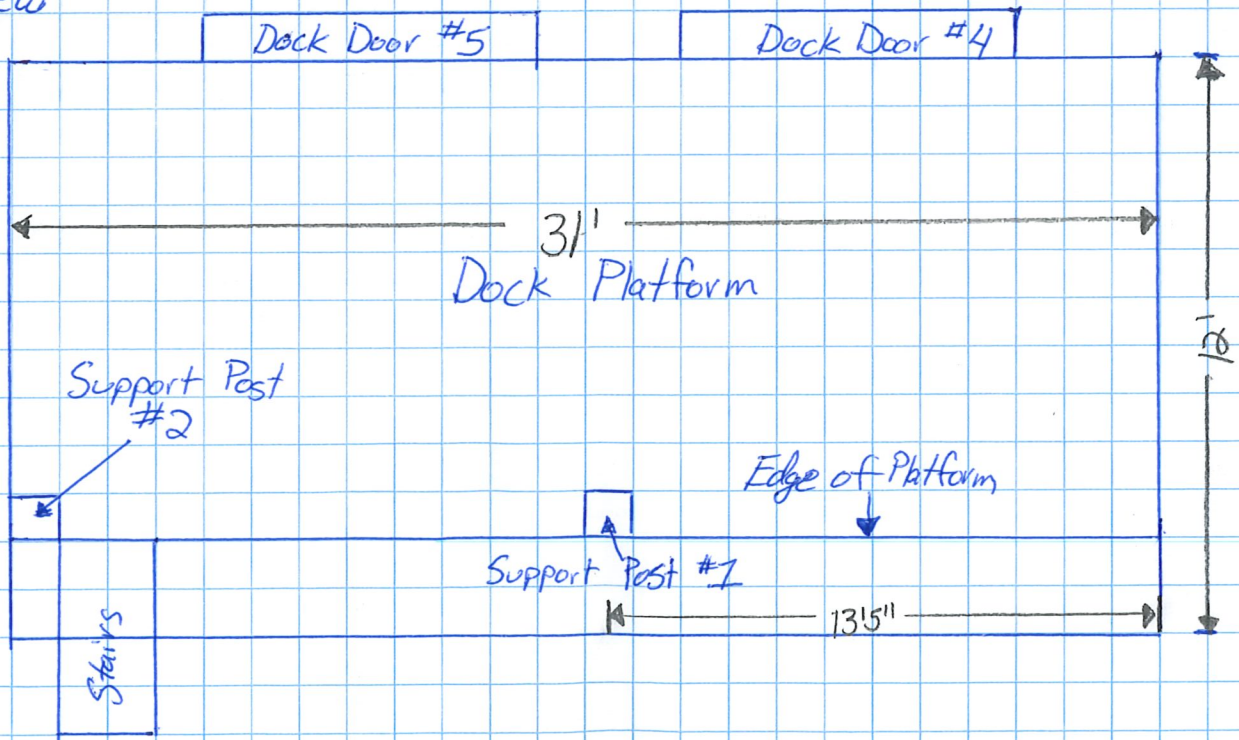 Dock Door #5
Dock Door #4
31'
Dock Platform
12'
Support Post
#2
Edge of Platform
Support Post #1
13'5"
Stairs